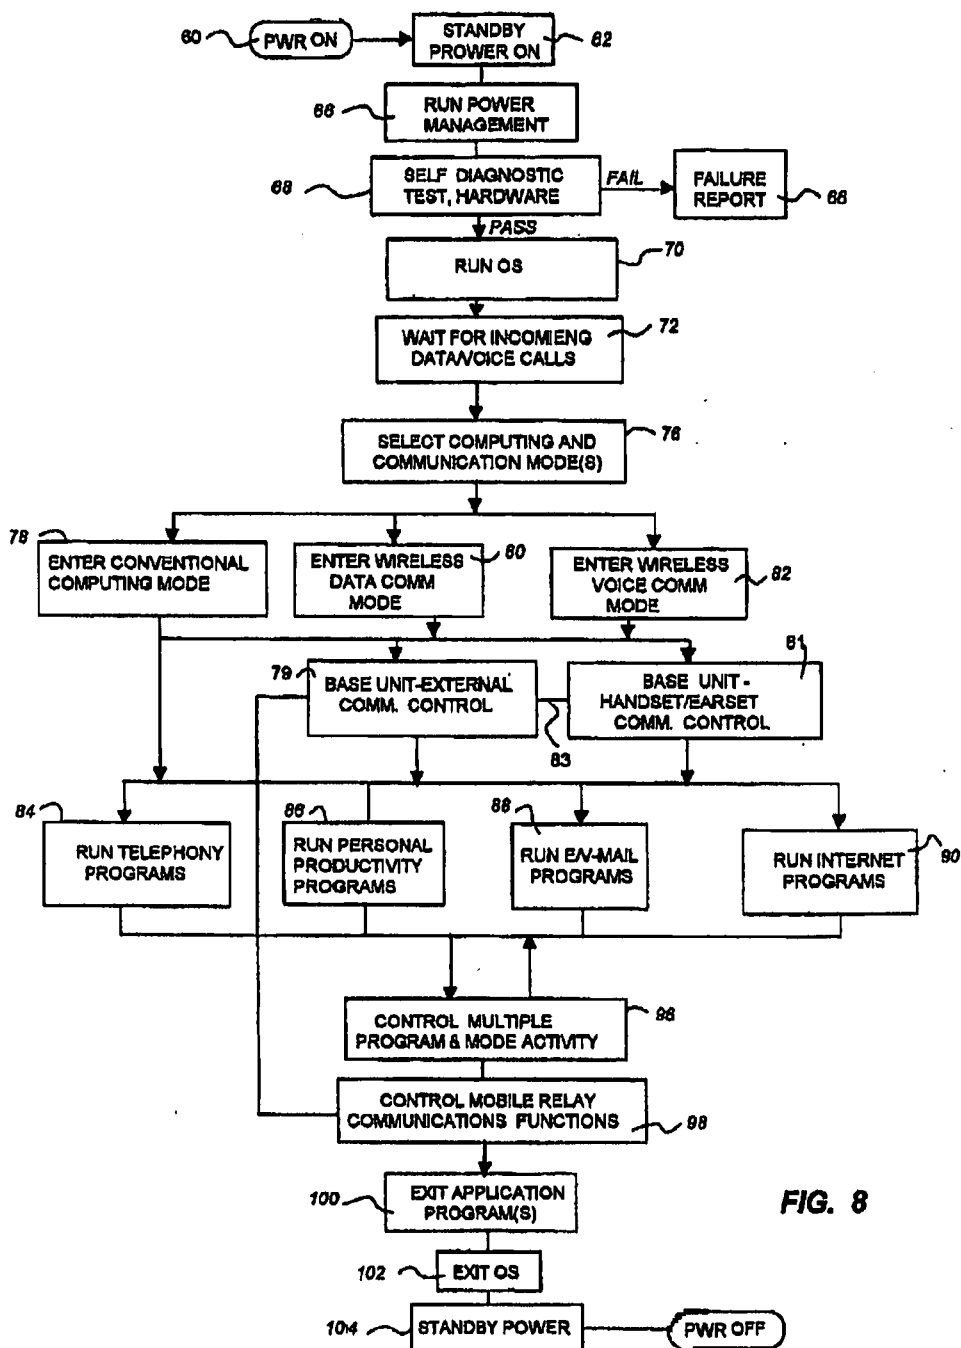 60
PWR ON
STANDBY
PROWER ON
62
66
RUN POWER
MANAGEMENT
68
SELF DIAGNOSTIC
TEST, HARDWARE
FAIL
FAILURE
REPORT
66
PASS
RUN OS
70
WAIT FOR INCOMIENG
DATA/VOICE CALLS
72
SELECT COMPUTING AND
COMMUNICATION MODE(S)
76
78
ENTER CONVENTIONAL
COMPUTING MODE
ENTER WIRELESS
DATA COMM
MODE
80
ENTER WIRELESS
VOICE COMM
MODE
82
79
BASE UNIT-EXTERNAL
COMM. CONTROL
83
BASE UNIT -
HANDSET/EARSET
COMM. CONTROL
81
84
RUN TELEPHONY
PROGRAMS
86
RUN PERSONAL
PRODUCTIVITY
PROGRAMS
88
RUN E/V-MAIL
PROGRAMS
RUN INTERNET
PROGRAMS
90
CONTROL MULTIPLE
PROGRAM & MODE ACTIVITY
96
CONTROL MOBILE RELAY
COMMUNICATIONS FUNCTIONS
98
100
EXIT APPLICATION
PROGRAM(S)
FIG. 8
102
EXIT OS
104
STANDBY POWER
PWR OFF